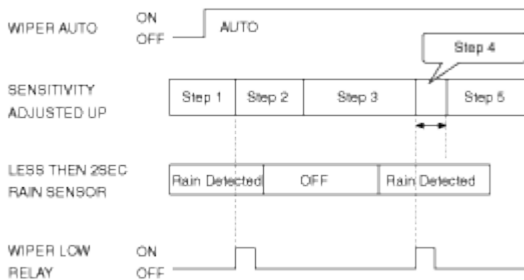 WIPER AUTO
ON
OFF
AUTO
Step 4
SENSITIVITY
ADJUSTED UP
Step 1
Step 2
Step 3
Step 5
LESS THEN 2SEC
RAIN SENSOR
Rain Detected
OFF
Rain Detected
WIPER LOW
RELAY
ON
OFF